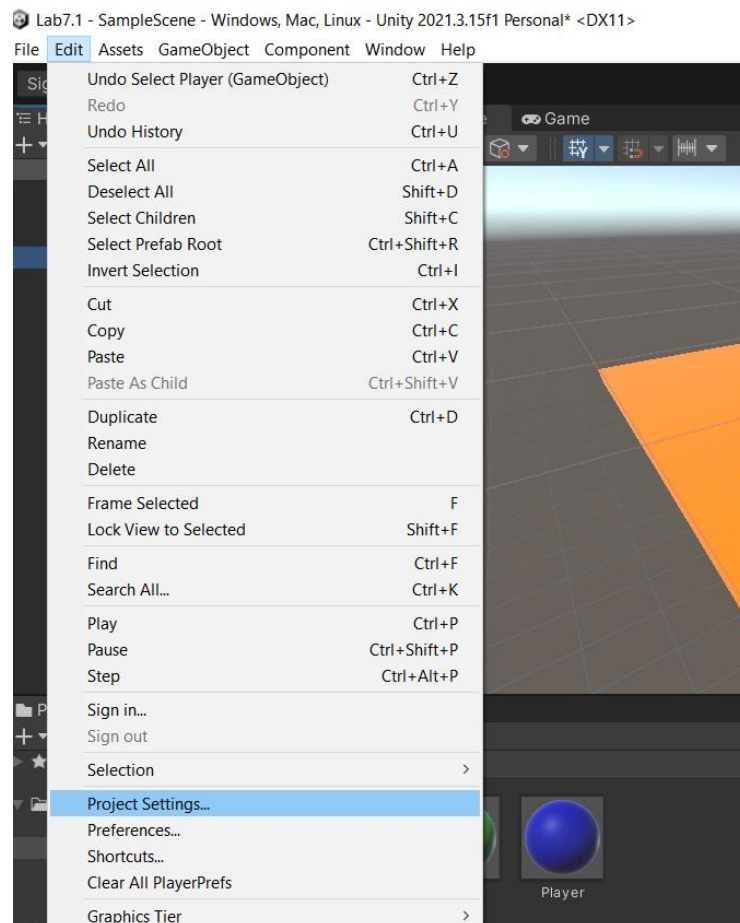 Lab7.1 - SampleScene - Windows, Mac, Linux - Unity 2021.3.15f1 Personal* <DX11>
File Edit Assets GameObject Component Window Help
Undo Select Player (GameObject) Ctrl+Z
Redo Ctrl+Y
Undo History Ctrl+U
Game
Select All Ctrl+A
Deselect All Shift+D
Select Children Shift+C
Select Prefab Root Ctrl+Shift+R
Invert Selection Ctrl+I
Cut Ctrl+X
Copy Ctrl+C
Paste Ctrl+V
Paste As Child Ctrl+Shift+V
Duplicate Ctrl+D
Rename
Delete
Frame Selected F
Lock View to Selected Shift+F
Find Ctrl+F
Search All... Ctrl+K
Play Ctrl+P
Pause Ctrl+Shift+P
Step Ctrl+Alt+P
Sign in...
Sign out
Selection >
Project Settings...
Preferences...
Shortcuts...
Clear All PlayerPrefs
Player
Graphics Tier >